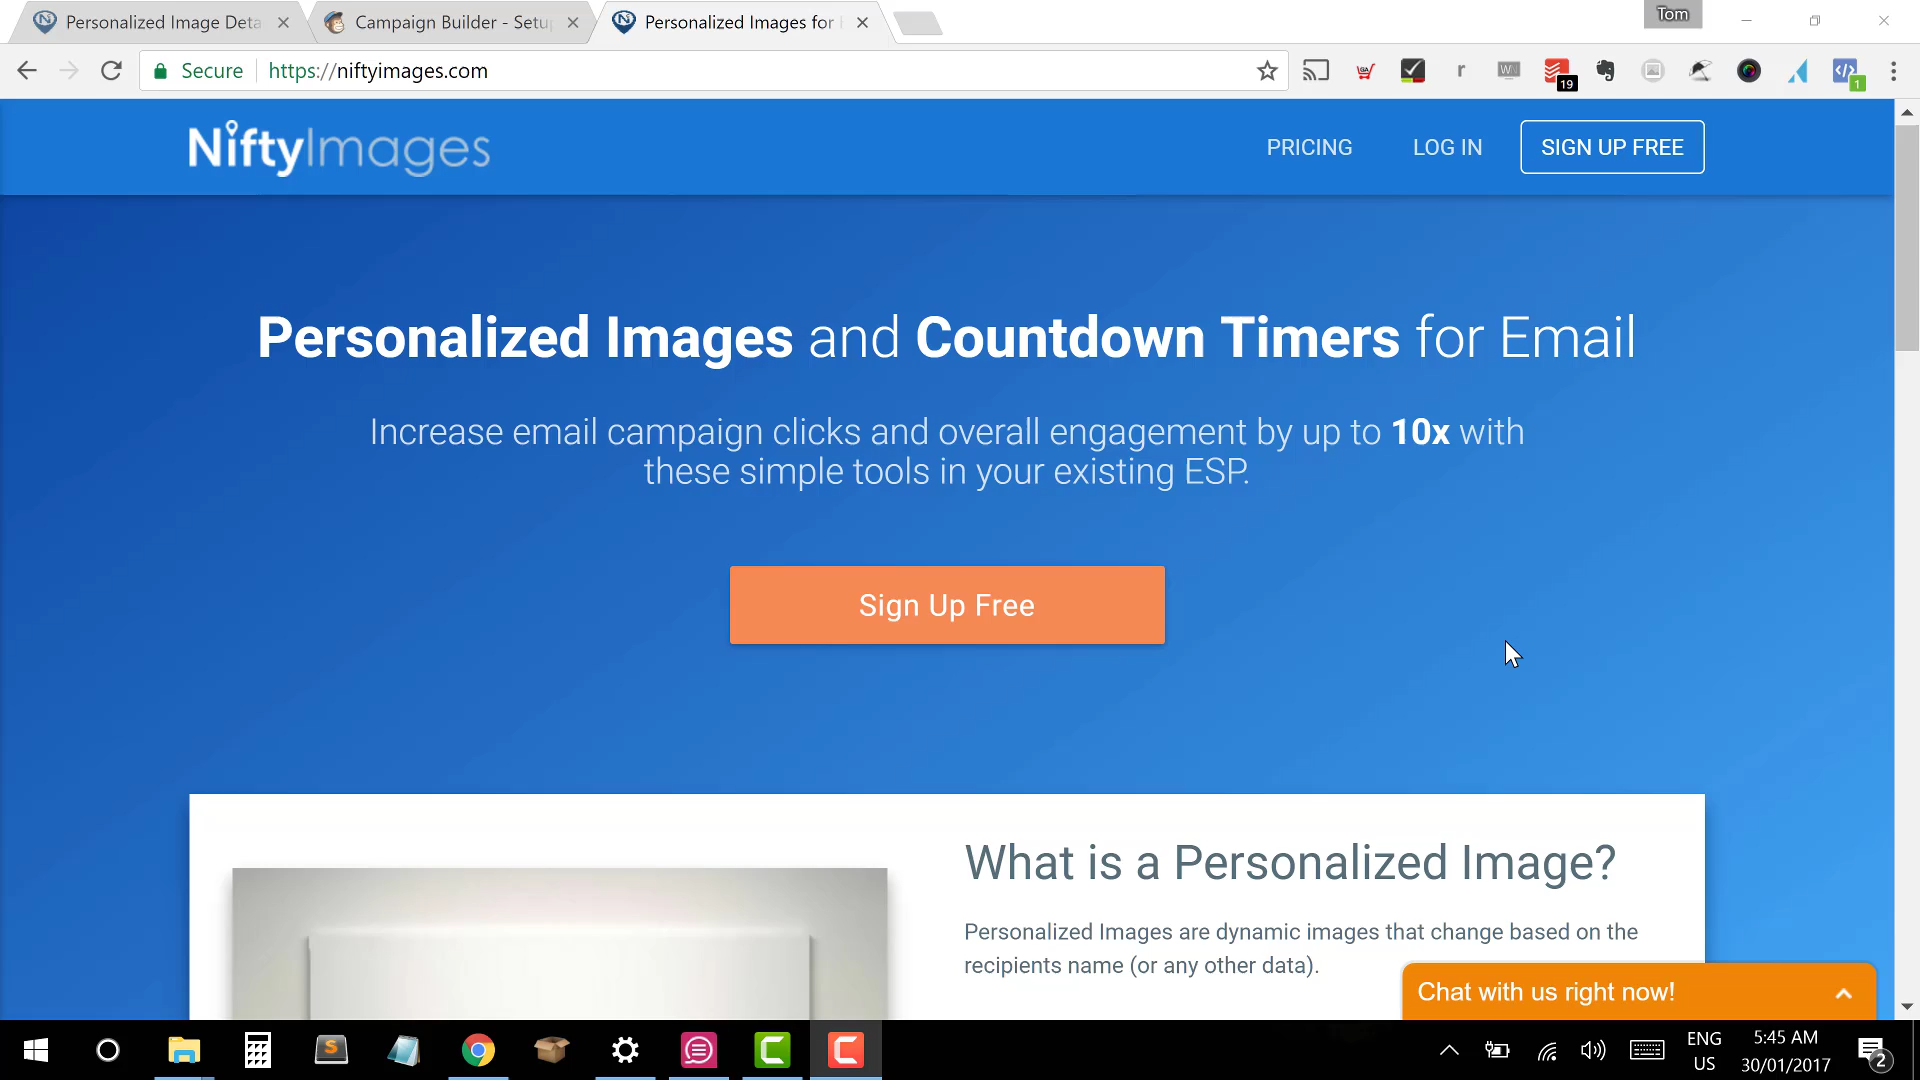 Personalized Image Deta
Campaign Builder - Setup
Personalized Images for
Tom
Secure
https://niftyimages.com
r
WN
19
1
NiftyImages
PRICING
LOG IN
SIGN UP FREE
Personalized Images and Countdown Timers for Email
Increase email campaign clicks and overall engagement by up to 10x with
these simple tools in your existing ESP.
Sign Up Free
What is a Personalized Image?
Personalized Images are dynamic images that change based on the
recipients name (or any other data).
Chat with us right now!
ENG
US
5:45 AM
30/01/2017
2